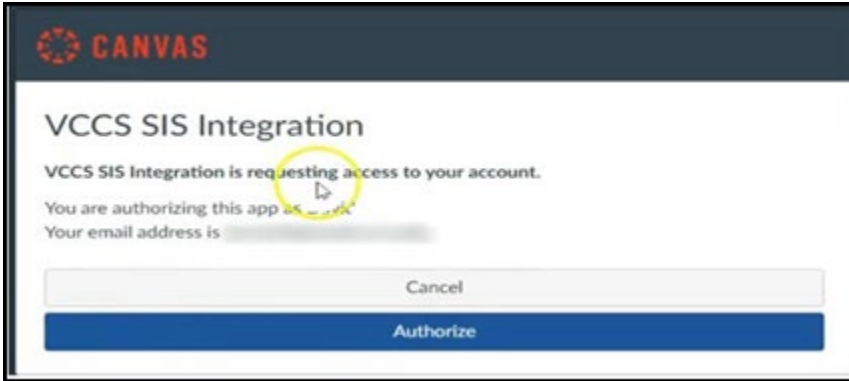 CANVAS
VCCS SIS Integration
VCCS SIS Integration is requesting access to your account.
You are authorizing this app as
Your email address is
Cancel
Authorize